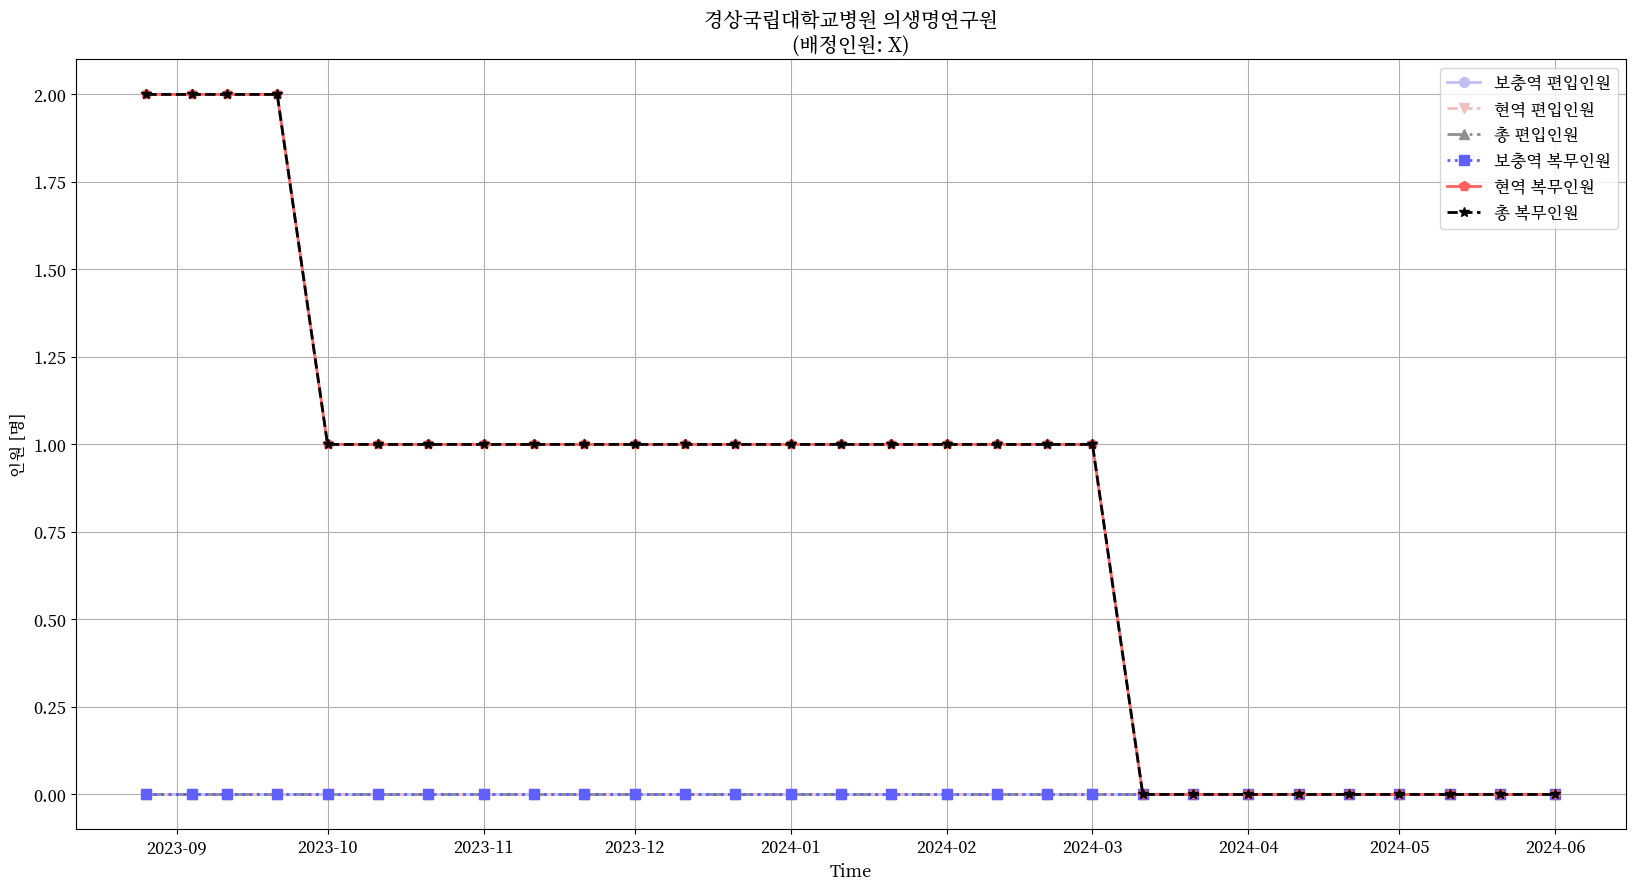 경상국립대학교병원 의생명연구원
(배정인원: X)
보충역 편입인원
현역 편입인원
총 편입인원
보충역 복무인원
현역 복무인원
총 복무인원
인원 [명]
2.00
1.75
1.50
1.25
1.00
0.75
0.50
0.25
0.00
2023-09
2023-10
2023-11
2023-12
2024-01
2024-02
2024-03
2024-04
2024-05
2024-06
Time